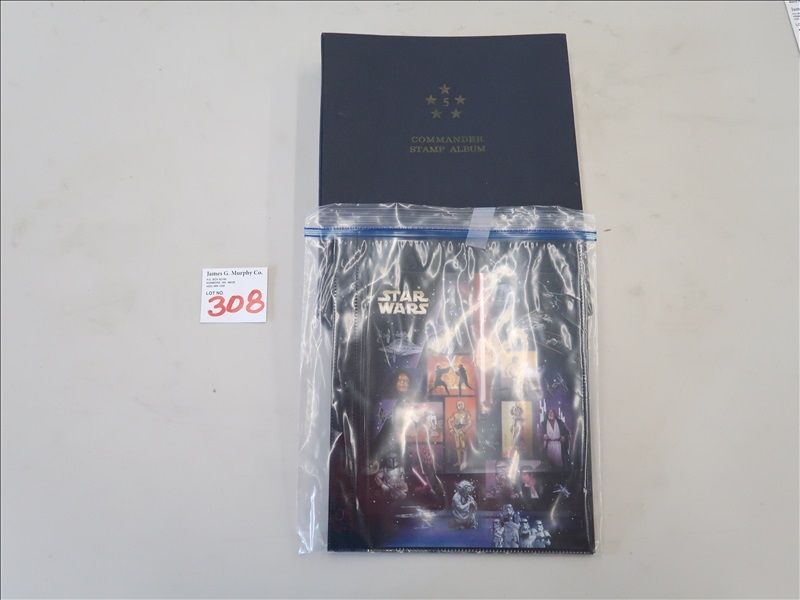 5
COMMANDER
STAMP ALBUM
STAR
WARS
James G. Murphy Co.
LOT NO.
308